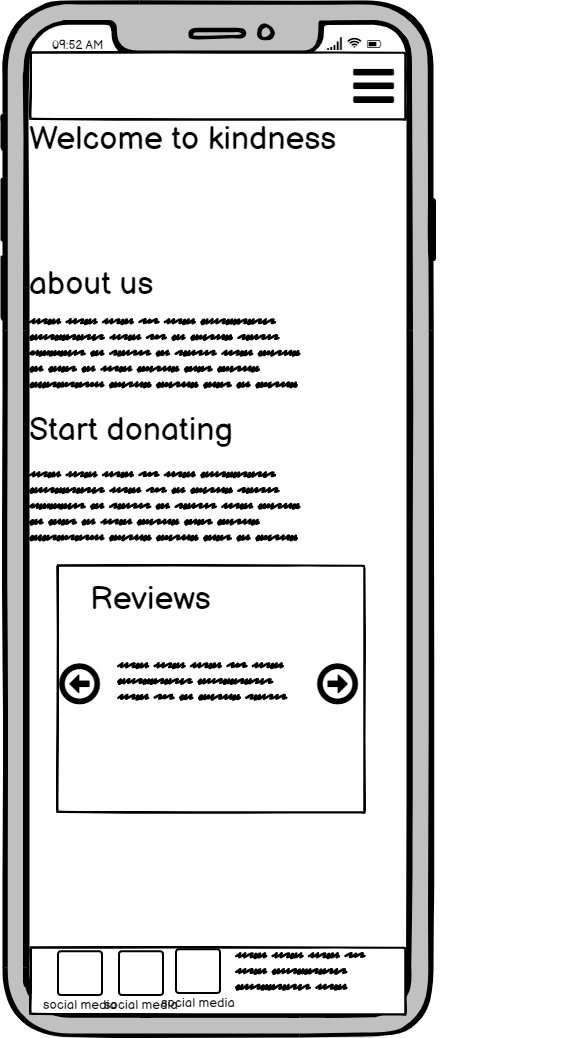 09:52 AM
Welcome to kindness
about us
Start donating
Reviews
social media
social media
social media